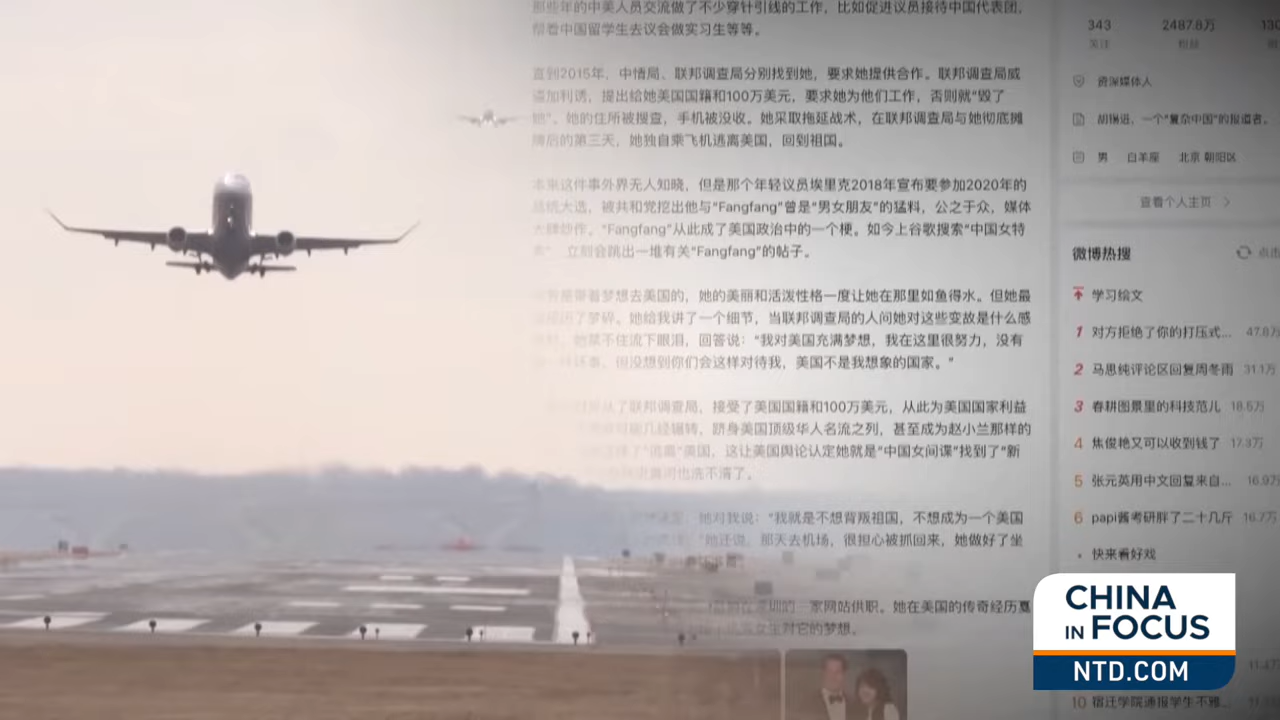 那些年的中美人员交流做了不少穿针引线的工作，比如促进议员接待中国代表团，
帮着中国留学生去议会做实习生等等。
直到2015年，中情局、联邦调查局分别找到她，要求她提供合作。联邦调查局威
逼加利诱，提出给她美国国籍和100万美元，要求她为他们工作，否则就“毁了
她”。她的住所被搜查，手机被没收。她采取拖延战术，在联邦调查局与她彻底摊
牌后的第三天，她独自乘飞机逃离美国，回到祖国。
本来这件事外界无人知晓，但是那个年轻议员埃里克2018年宣布要参加2020年的
总统大选，被共和党挖出他与“Fangfang”曾是“男女朋友”的猛料，公之于众，媒体
大肆炒作，“Fangfang”从此成了美国政治中的一个梗。如今上谷歌搜索“中国女特
立刻会跳出一堆有关“Fangfang”的帖子。
带着梦想去美国的，她的美丽和活泼性格一度让她在那里如鱼得水。但她最
了梦碎。她给我讲了一个细节，当联邦调查局的人问她对这些变故是什么感
她禁不住流下眼泪，回答说：“我对美国充满梦想，我在这里很努力，没有
坏事，但没想到你们会这样对待我，美国不是我想象的国家。”
了联邦调查局，接受了美国国籍和100万美元，从此为美国国家利益
几经辗转，跻身美国顶级华人名流之列，甚至成为赵小兰那样的
美国，这让美国舆论认定她就是“中国女间谍”找到了“新
也洗不清了。
她对我说：“我就是不想背叛祖国，不想成为一个美国
她还说，那天去机场，很担心被抓回来，她做好了坐
一家网站供职。她在美国的传奇经历戛
女生对它的梦想。
343
2487.8万
130
关注
粉丝
资深媒体人
胡锡进，一个“复杂中国”的报道者。
男 白羊座 北京 朝阳区
查看个人主页
微博热搜
点击
学习绘文
1 对方拒绝了你的打压式... 47.8万
2 马思纯评论区回复周冬雨 31.1万
3 春耕图景里的科技范儿 18.5万
4 焦俊艳又可以收到钱了 17.3万
5 张元英用中文回复来自... 16.9万
6 papi酱考研胖了二十几斤 16.7万
快来看好戏
10 宿迁学院通报学生不雅...
CHINA
IN FOCUS
NTD.COM